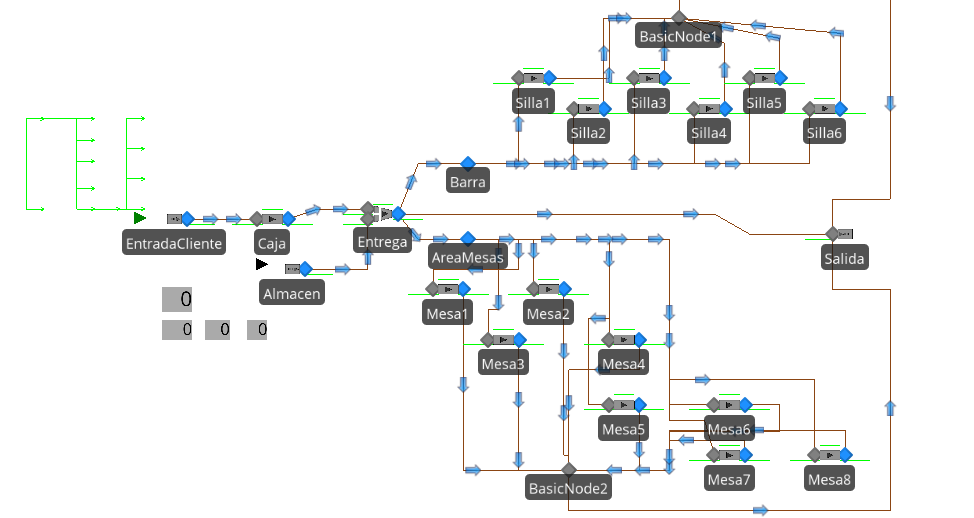 BasicNode1
Silla1
Silla3
Silla5
Silla2
Silla4
Silla6
Barra
EntradaCliente
Caja
Entrega
AreaMesas
Salida
Almacen
0
0
0
0
Mesa1
Mesa2
Mesa3
Mesa4
Mesa5
Mesa6
Mesa7
Mesa8
BasicNode2